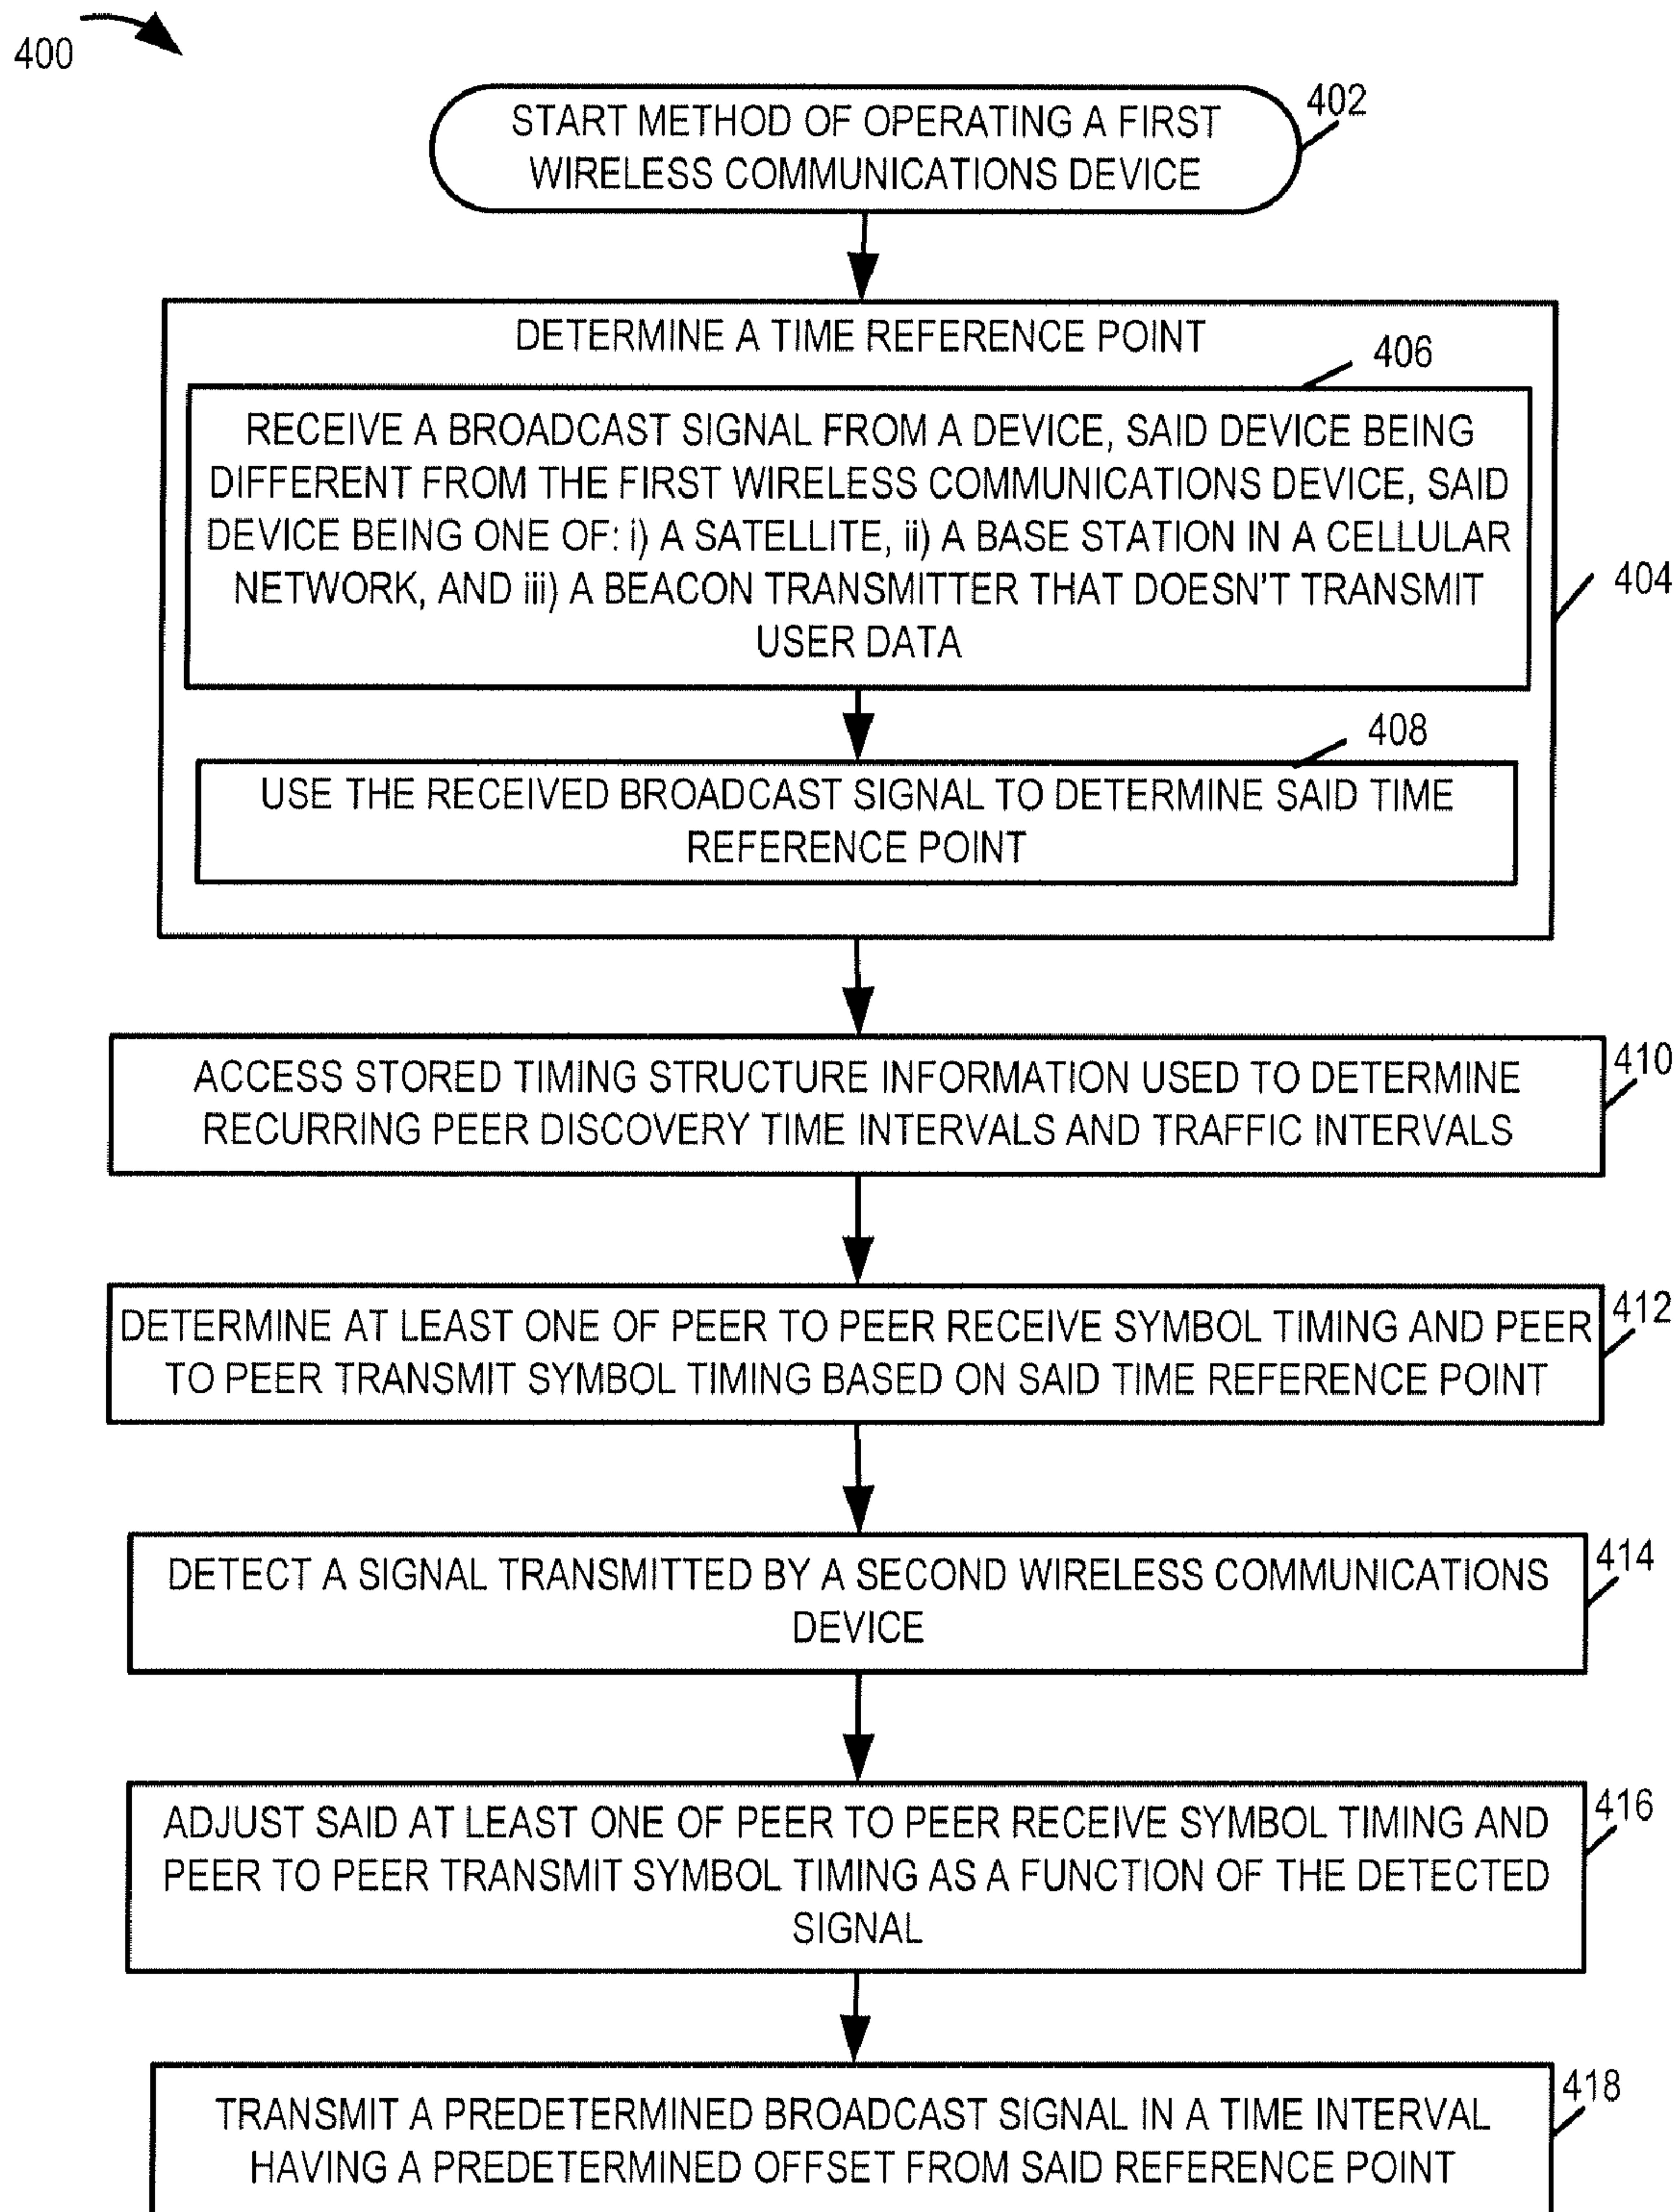 400
START METHOD OF OPERATING A FIRST
WIRELESS COMMUNICATIONS DEVICE
402
DETERMINE A TIME REFERENCE POINT
406
RECEIVE A BROADCAST SIGNAL FROM A DEVICE, SAID DEVICE BEING
DIFFERENT FROM THE FIRST WIRELESS COMMUNICATIONS DEVICE, SAID
DEVICE BEING ONE OF: i) A SATELLITE, ii) A BASE STATION IN A CELLULAR
NETWORK, AND iii) A BEACON TRANSMITTER THAT DOESN'T TRANSMIT
USER DATA
404
408
USE THE RECEIVED BROADCAST SIGNAL TO DETERMINE SAID TIME
REFERENCE POINT
410
ACCESS STORED TIMING STRUCTURE INFORMATION USED TO DETERMINE
RECURRING PEER DISCOVERY TIME INTERVALS AND TRAFFIC INTERVALS
412
DETERMINE AT LEAST ONE OF PEER TO PEER RECEIVE SYMBOL TIMING AND PEER
TO PEER TRANSMIT SYMBOL TIMING BASED ON SAID TIME REFERENCE POINT
414
DETECT A SIGNAL TRANSMITTED BY A SECOND WIRELESS COMMUNICATIONS
DEVICE
416
ADJUST SAID AT LEAST ONE OF PEER TO PEER RECEIVE SYMBOL TIMING AND
PEER TO PEER TRANSMIT SYMBOL TIMING AS A FUNCTION OF THE DETECTED
SIGNAL
418
TRANSMIT A PREDETERMINED BROADCAST SIGNAL IN A TIME INTERVAL
HAVING A PREDETERMINED OFFSET FROM SAID REFERENCE POINT